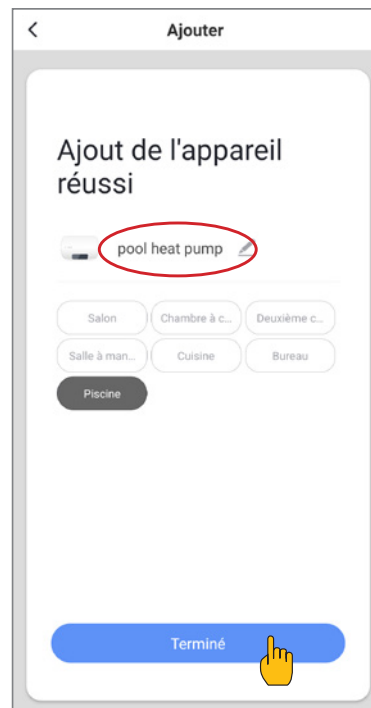 Ajouter
Ajout de l'appareil
réussi
pool heat pump
Salon Chambre à c... Deuxième c...
Salle à man... Cuisine Bureau
Piscine
Terminé